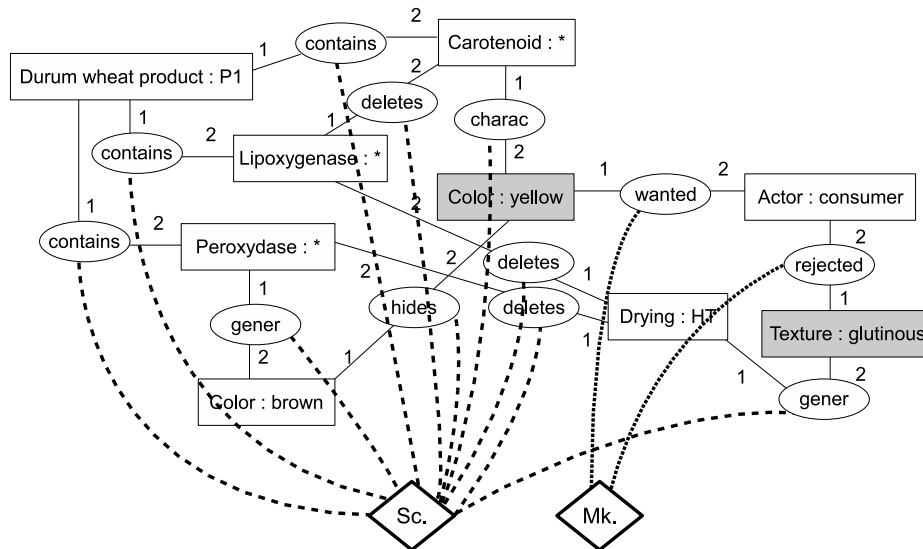 2
contains
Carotenoid : *
1
Durum wheat product : P1
2
1
deletes
charac
1
1
2
contains
2
Lipoxygenase : *
2
Color : yellow
1
wanted
2
Actor : consumer
1
2
contains
2
Peroxydase : *
2
2
deletes
2
rejected
1
1
1
hides
deletes
gener
Drying : HT
Texture : glutinous
2
1
1
1
2
Color : brown
gener
Sc.
Mk.